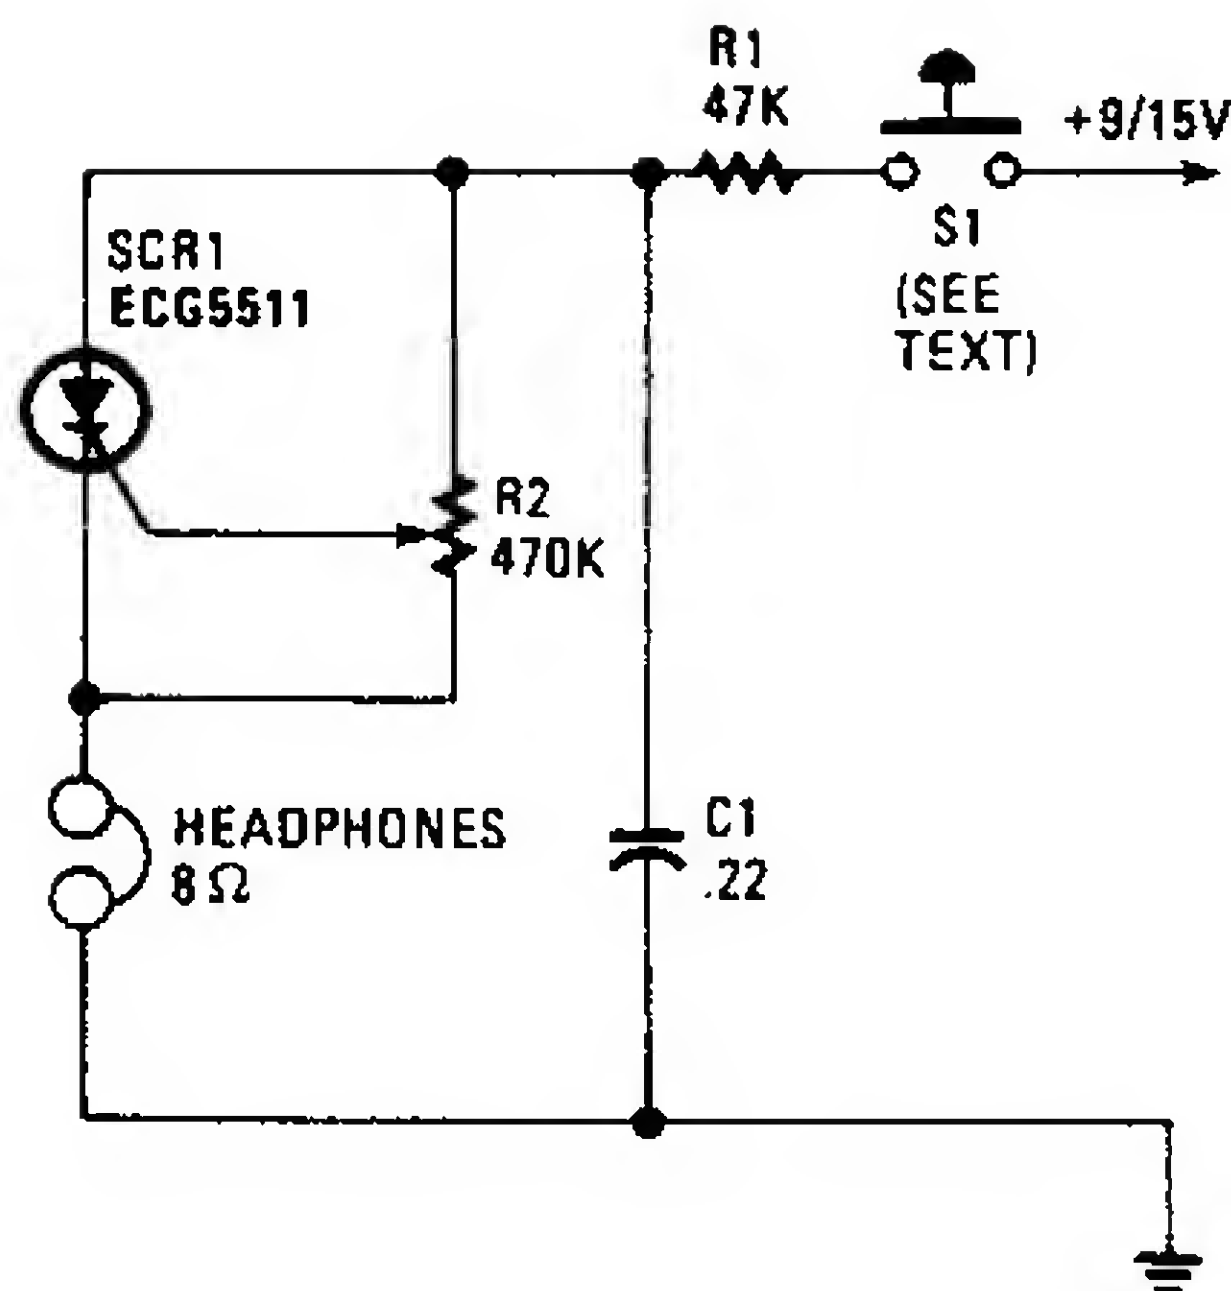 R1
47K
+9/15V
S1
(SEE
TEXT)
SCR1
ECG5511
R2
470K
HEADPHONES
8Ω
C1
.22